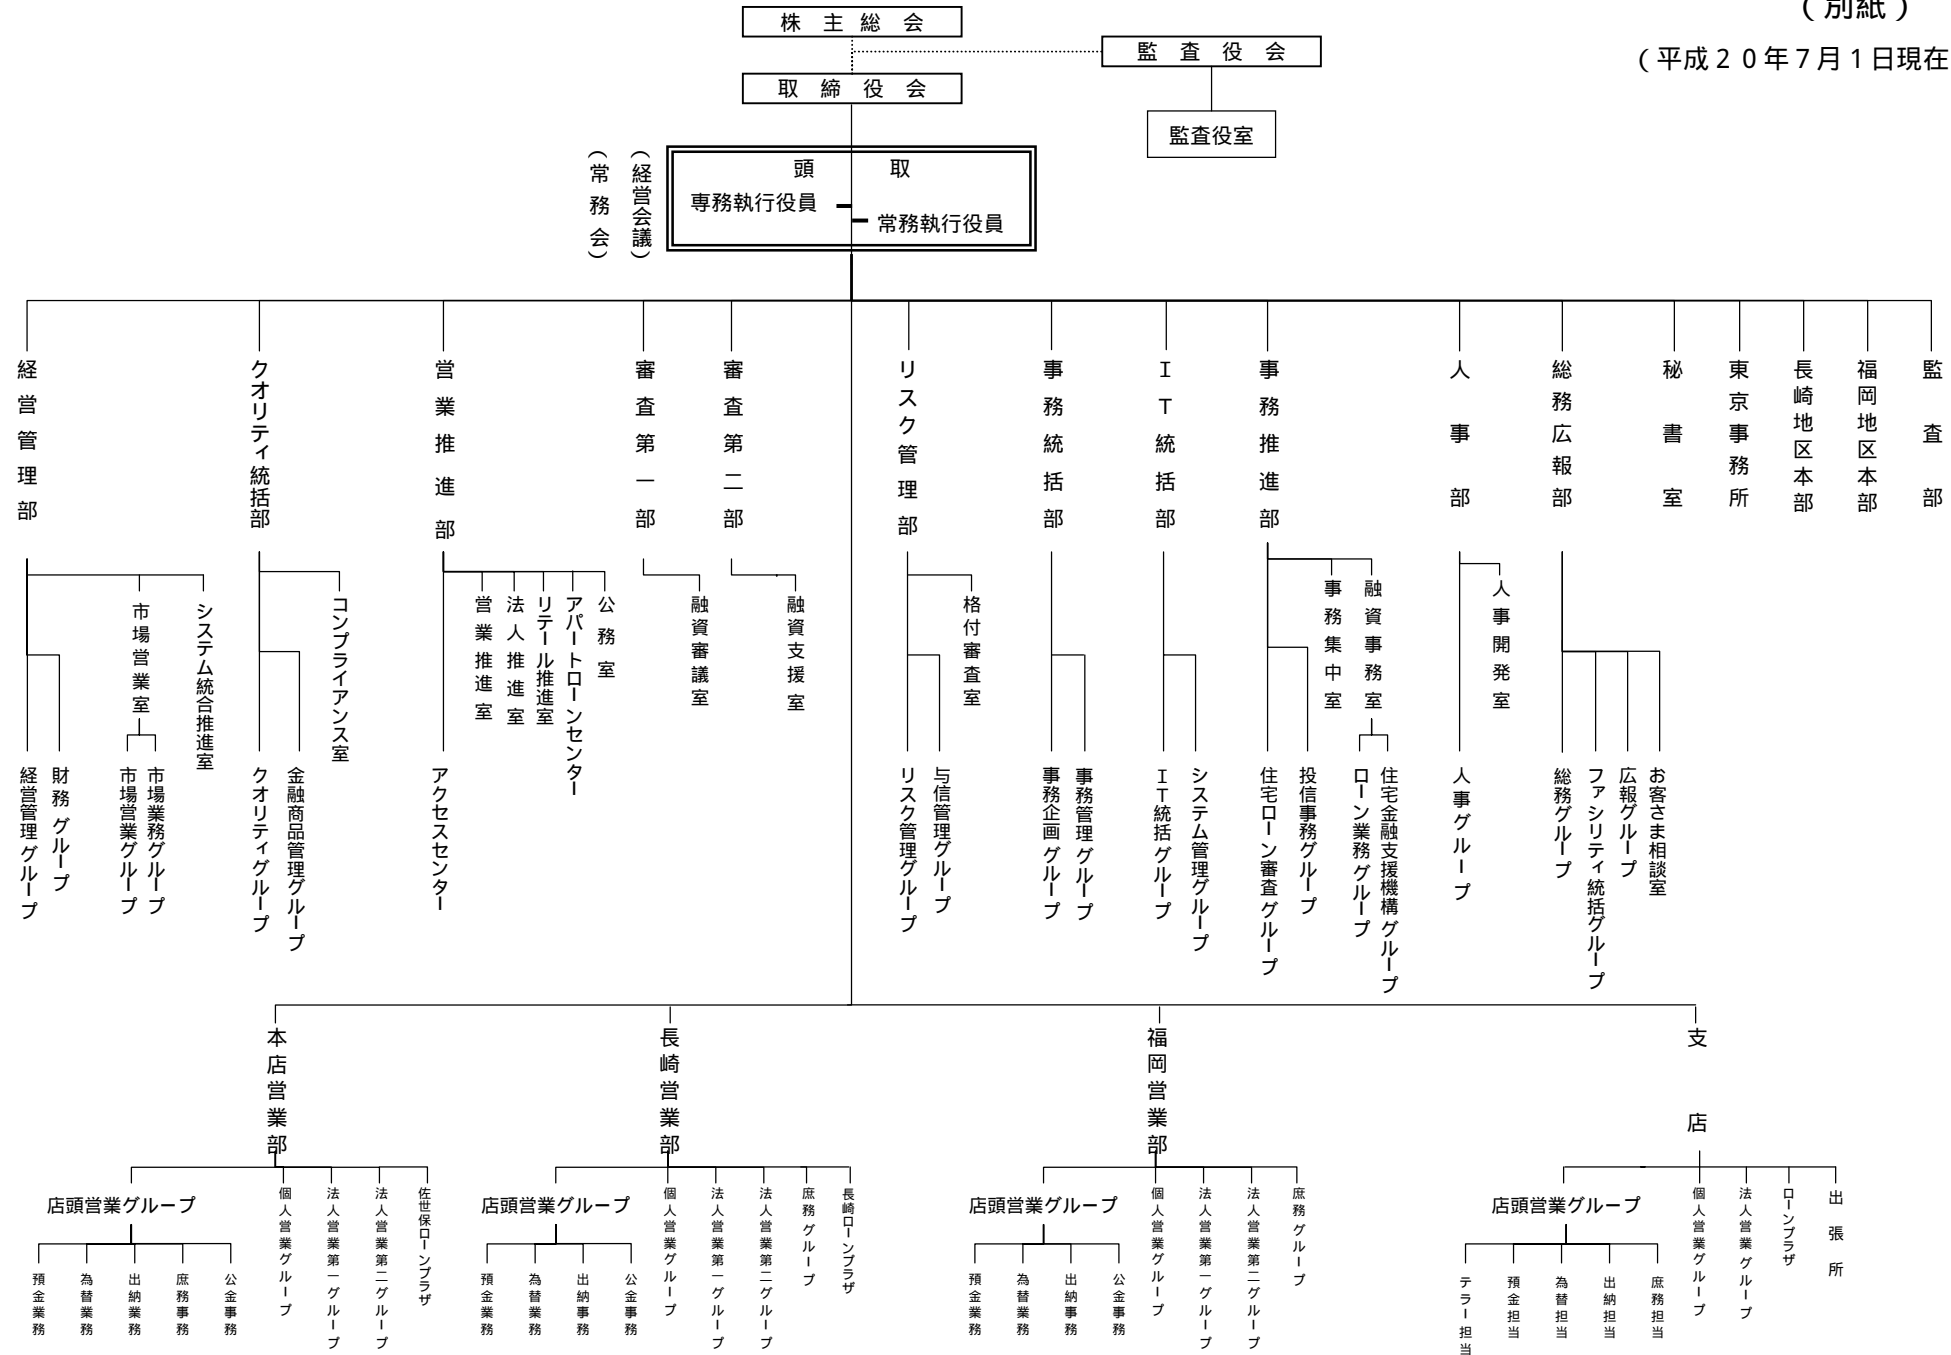 (別紙)
(平成２０年７月１日現在
株主総会
監査役会
取締役会
監査役室
(経営会議)
(常務会)
頭取
専務執行役員
常務執行役員
経営管理部
クオリティ統括部
営業推進部
審査第一部
審査第二部
リスク管理部
事務統括部
ＩＴ統括部
事務推進部
人事部
総務広報部
秘書室
東京事務所
長崎地区本部
福岡地区本部
監査部
市場営業室
システム統合推進室
コンプライアンス室
営業推進室
法人推進室
リテール推進室
アパートローンセンター
公務室
融資審議室
融資支援室
格付審査室
事務集中室
融資事務室
人事開発室
経営管理グループ
財務グループ
市場営業グループ
市場業務グループ
クオリティグループ
金融商品管理グループ
アクセスセンター
リスク管理グループ
与信管理グループ
事務企画グループ
事務管理グループ
ＩＴ統括グループ
システム管理グループ
住宅ローン審査グループ
投信事務グループ
ローン業務グループ
住宅金融支援機構グループ
人事グループ
総務グループ
ファシリティ統括グループ
広報グループ
お客さま相談室
本店営業部
長崎営業部
福岡営業部
支店
店頭営業グループ
個人営業グループ
法人営業第一グループ
法人営業第二グループ
佐世保ローンプラザ
預金業務
為替業務
出納業務
庶務事務
公金事務
店頭営業グループ
個人営業グループ
法人営業第一グループ
法人営業第二グループ
庶務グループ
長崎ローンプラザ
預金業務
為替業務
出納事務
公金事務
店頭営業グループ
個人営業グループ
法人営業第一グループ
法人営業第二グループ
庶務グループ
預金業務
為替業務
出納事務
公金事務
店頭営業グループ
個人営業グループ
法人営業グループ
ローンプラザ
出張所
テラー担当
預金担当
為替担当
出納担当
庶務担当